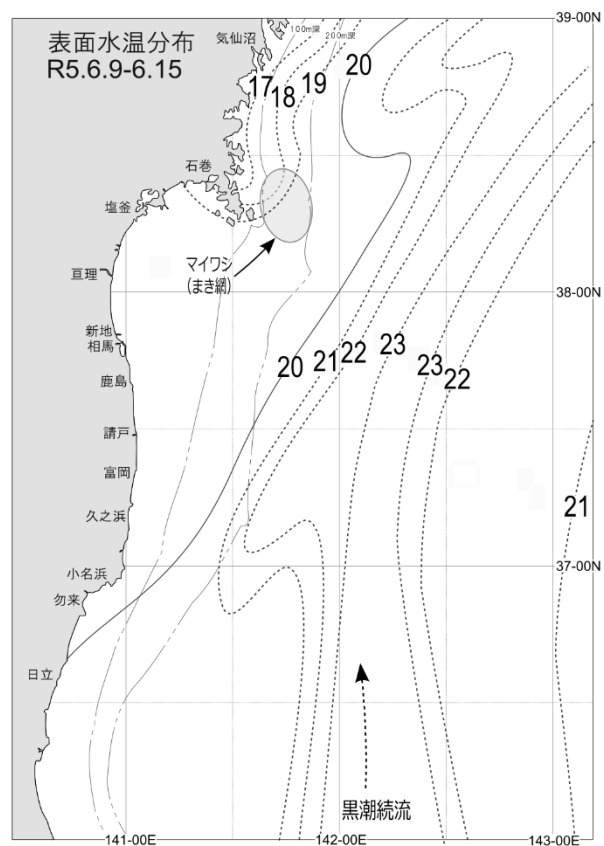 表面水温分布
R5.6.9-6.15
気仙沼
100m深
200m深
39-00N
17
18
19
20
石巻
塩釜
マイワシ
(まき網)
亘理
38-00N
新地
相馬
鹿島
20
21
22
23
23
22
請戸
富岡
久之浜
21
小名浜
37-00N
勿来
日立
黒潮続流
141-00E
142-00E
143-00E